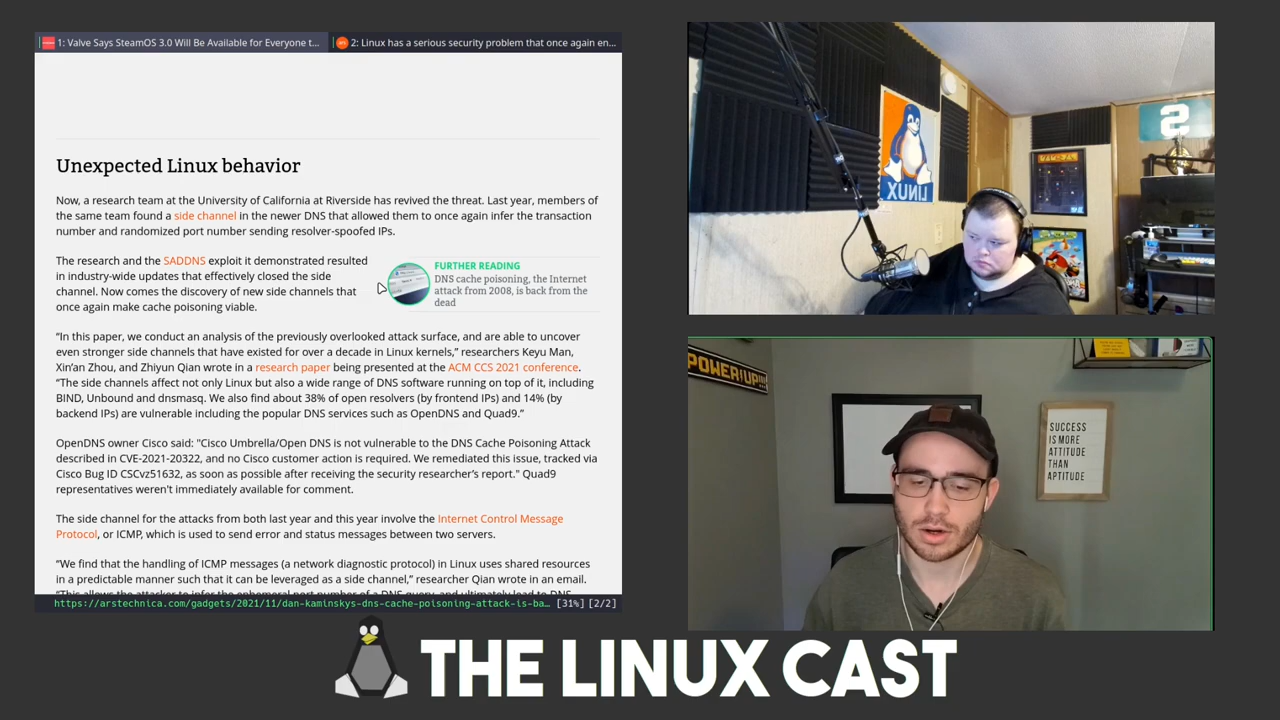 1: Valve Says SteamOS 3.0 Will Be Available for Everyone t...
2: Linux has a serious security problem that once again en...
Unexpected Linux behavior
Now, a research team at the University of California at Riverside has revived the threat. Last year, members of
the same team found a side channel in the newer DNS that allowed them to once again infer the transaction
number and randomized port number sending resolver-spoofed IPs.
The research and the SADDNS exploit it demonstrated resulted
in industry-wide updates that effectively closed the side
channel. Now comes the discovery of new side channels that
once again make cache poisoning viable.
FURTHER READING
DNS cache poisoning, the Internet
attack from 2008, is back from the
dead
“In this paper, we conduct an analysis of the previously overlooked attack surface, and are able to uncover
even stronger side channels that have existed for over a decade in Linux kernels,” researchers Keyu Man,
Xin’an Zhou, and Zhiyun Qian wrote in a research paper being presented at the ACM CCS 2021 conference.
“The side channels affect not only Linux but also a wide range of DNS software running on top of it, including
BIND, Unbound and dnsmasq. We also find about 38% of open resolvers (by frontend IPs) and 14% (by
backend IPs) are vulnerable including the popular DNS services such as OpenDNS and Quad9.”
OpenDNS owner Cisco said: "Cisco Umbrella/Open DNS is not vulnerable to the DNS Cache Poisoning Attack
described in CVE-2021-20322, and no Cisco customer action is required. We remediated this issue, tracked via
Cisco Bug ID CSCvz51632, as soon as possible after receiving the security researcher’s report." Quad9
representatives weren't immediately available for comment.
The side channel for the attacks from both last year and this year involve the Internet Control Message
Protocol, or ICMP, which is used to send error and status messages between two servers.
“We find that the handling of ICMP messages (a network diagnostic protocol) in Linux uses shared resources
in a predictable manner such that it can be leveraged as a side channel,” researcher Qian wrote in an email.
“This allows the attacker to infer the ephemeral port number of a DNS query, and ultimately lead to DNS
https://arstechnica.com/gadgets/2021/11/dan-kaminskys-dns-cache-poisoning-attack-is-ba… [31%] [2/2]
LINUX
S
POWER UP!!!
SUCCESS
IS MORE
ATTITUDE
THAN
APTITUDE
THE LINUX CAST